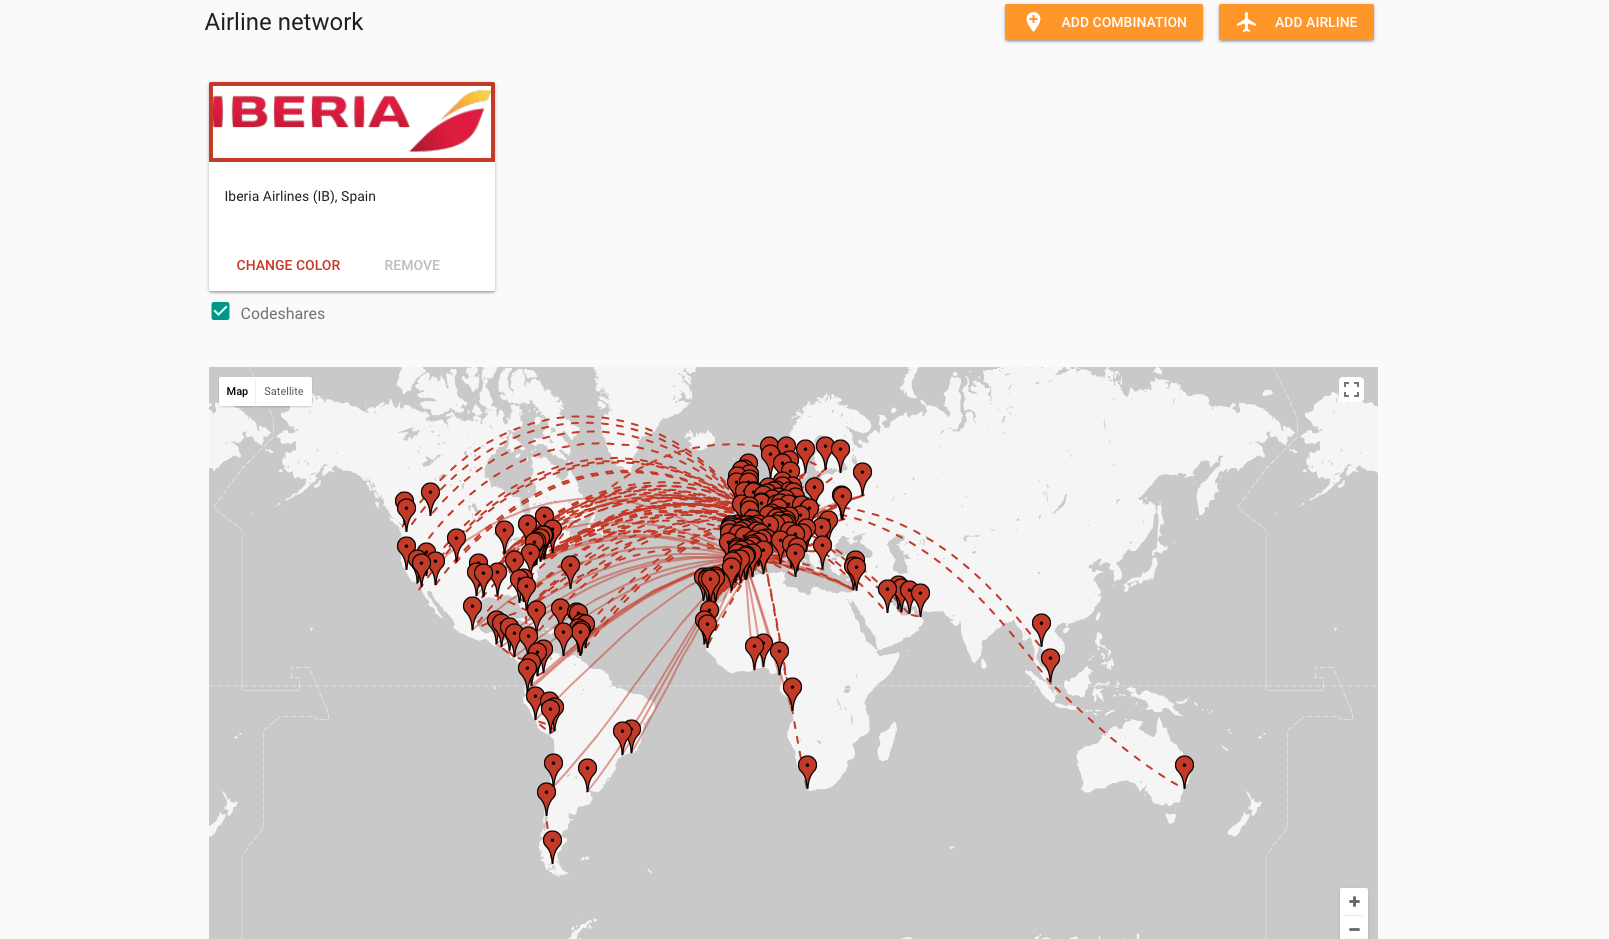 Airline network
ADD COMBINATION
ADD AIRLINE
IBERIA
Iberia Airlines (IB), Spain
CHANGE COLOR
REMOVE
Codeshares
Map
Satellite
+
−